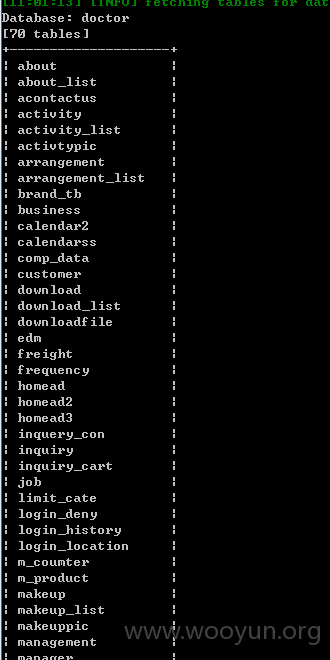 [11:01:13] [INFO] fetching tables for dat
Database: doctor
[70 tables]
+--------------------+
| about |
| about_list |
| acontactus |
| activity |
| activity_list |
| activtypic |
| arrangement |
| arrangement_list |
| brand_tb |
| business |
| calendar2 |
| calendarss |
| comp_data |
| customer |
| download |
| download_list |
| downloadfile |
| edm |
| freight |
| frequency |
| homead |
| homead2 |
| homead3 |
| inquery_con |
| inquiry |
| inquiry_cart |
| job |
| limit_cate |
| login_deny |
| login_history |
| login_location |
| m_counter |
| m_product |
| makeup |
| makeup_list |
| makeuppic |
| management |
| manager |
www.wooyun.org